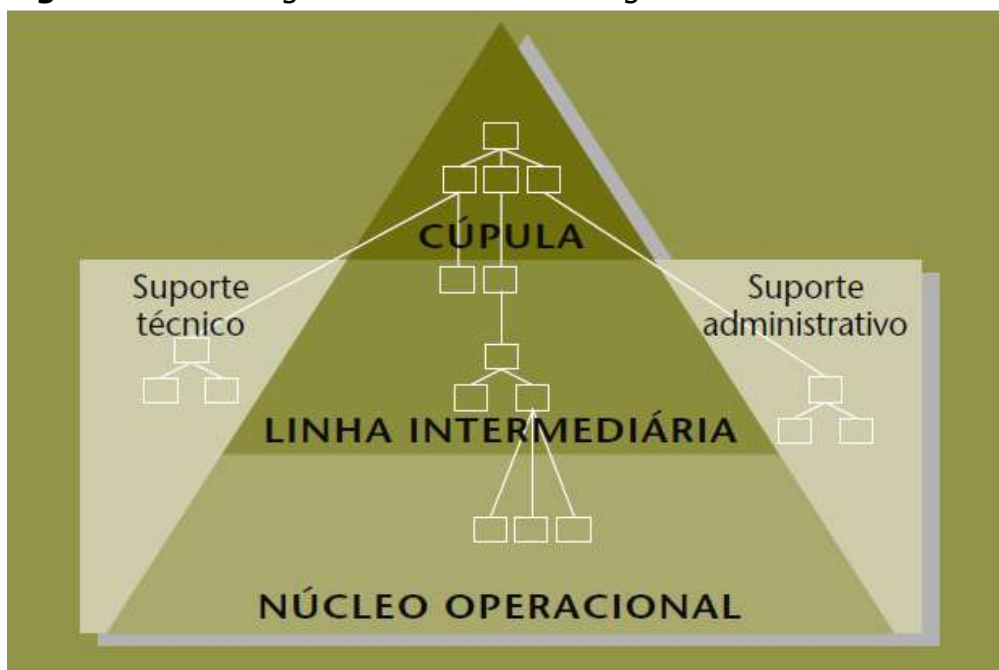 CÚPULA
Suporte
técnico
Suporte
administrativo
LINHA INTERMEDIÁRIA
NÚCLEO OPERACIONAL